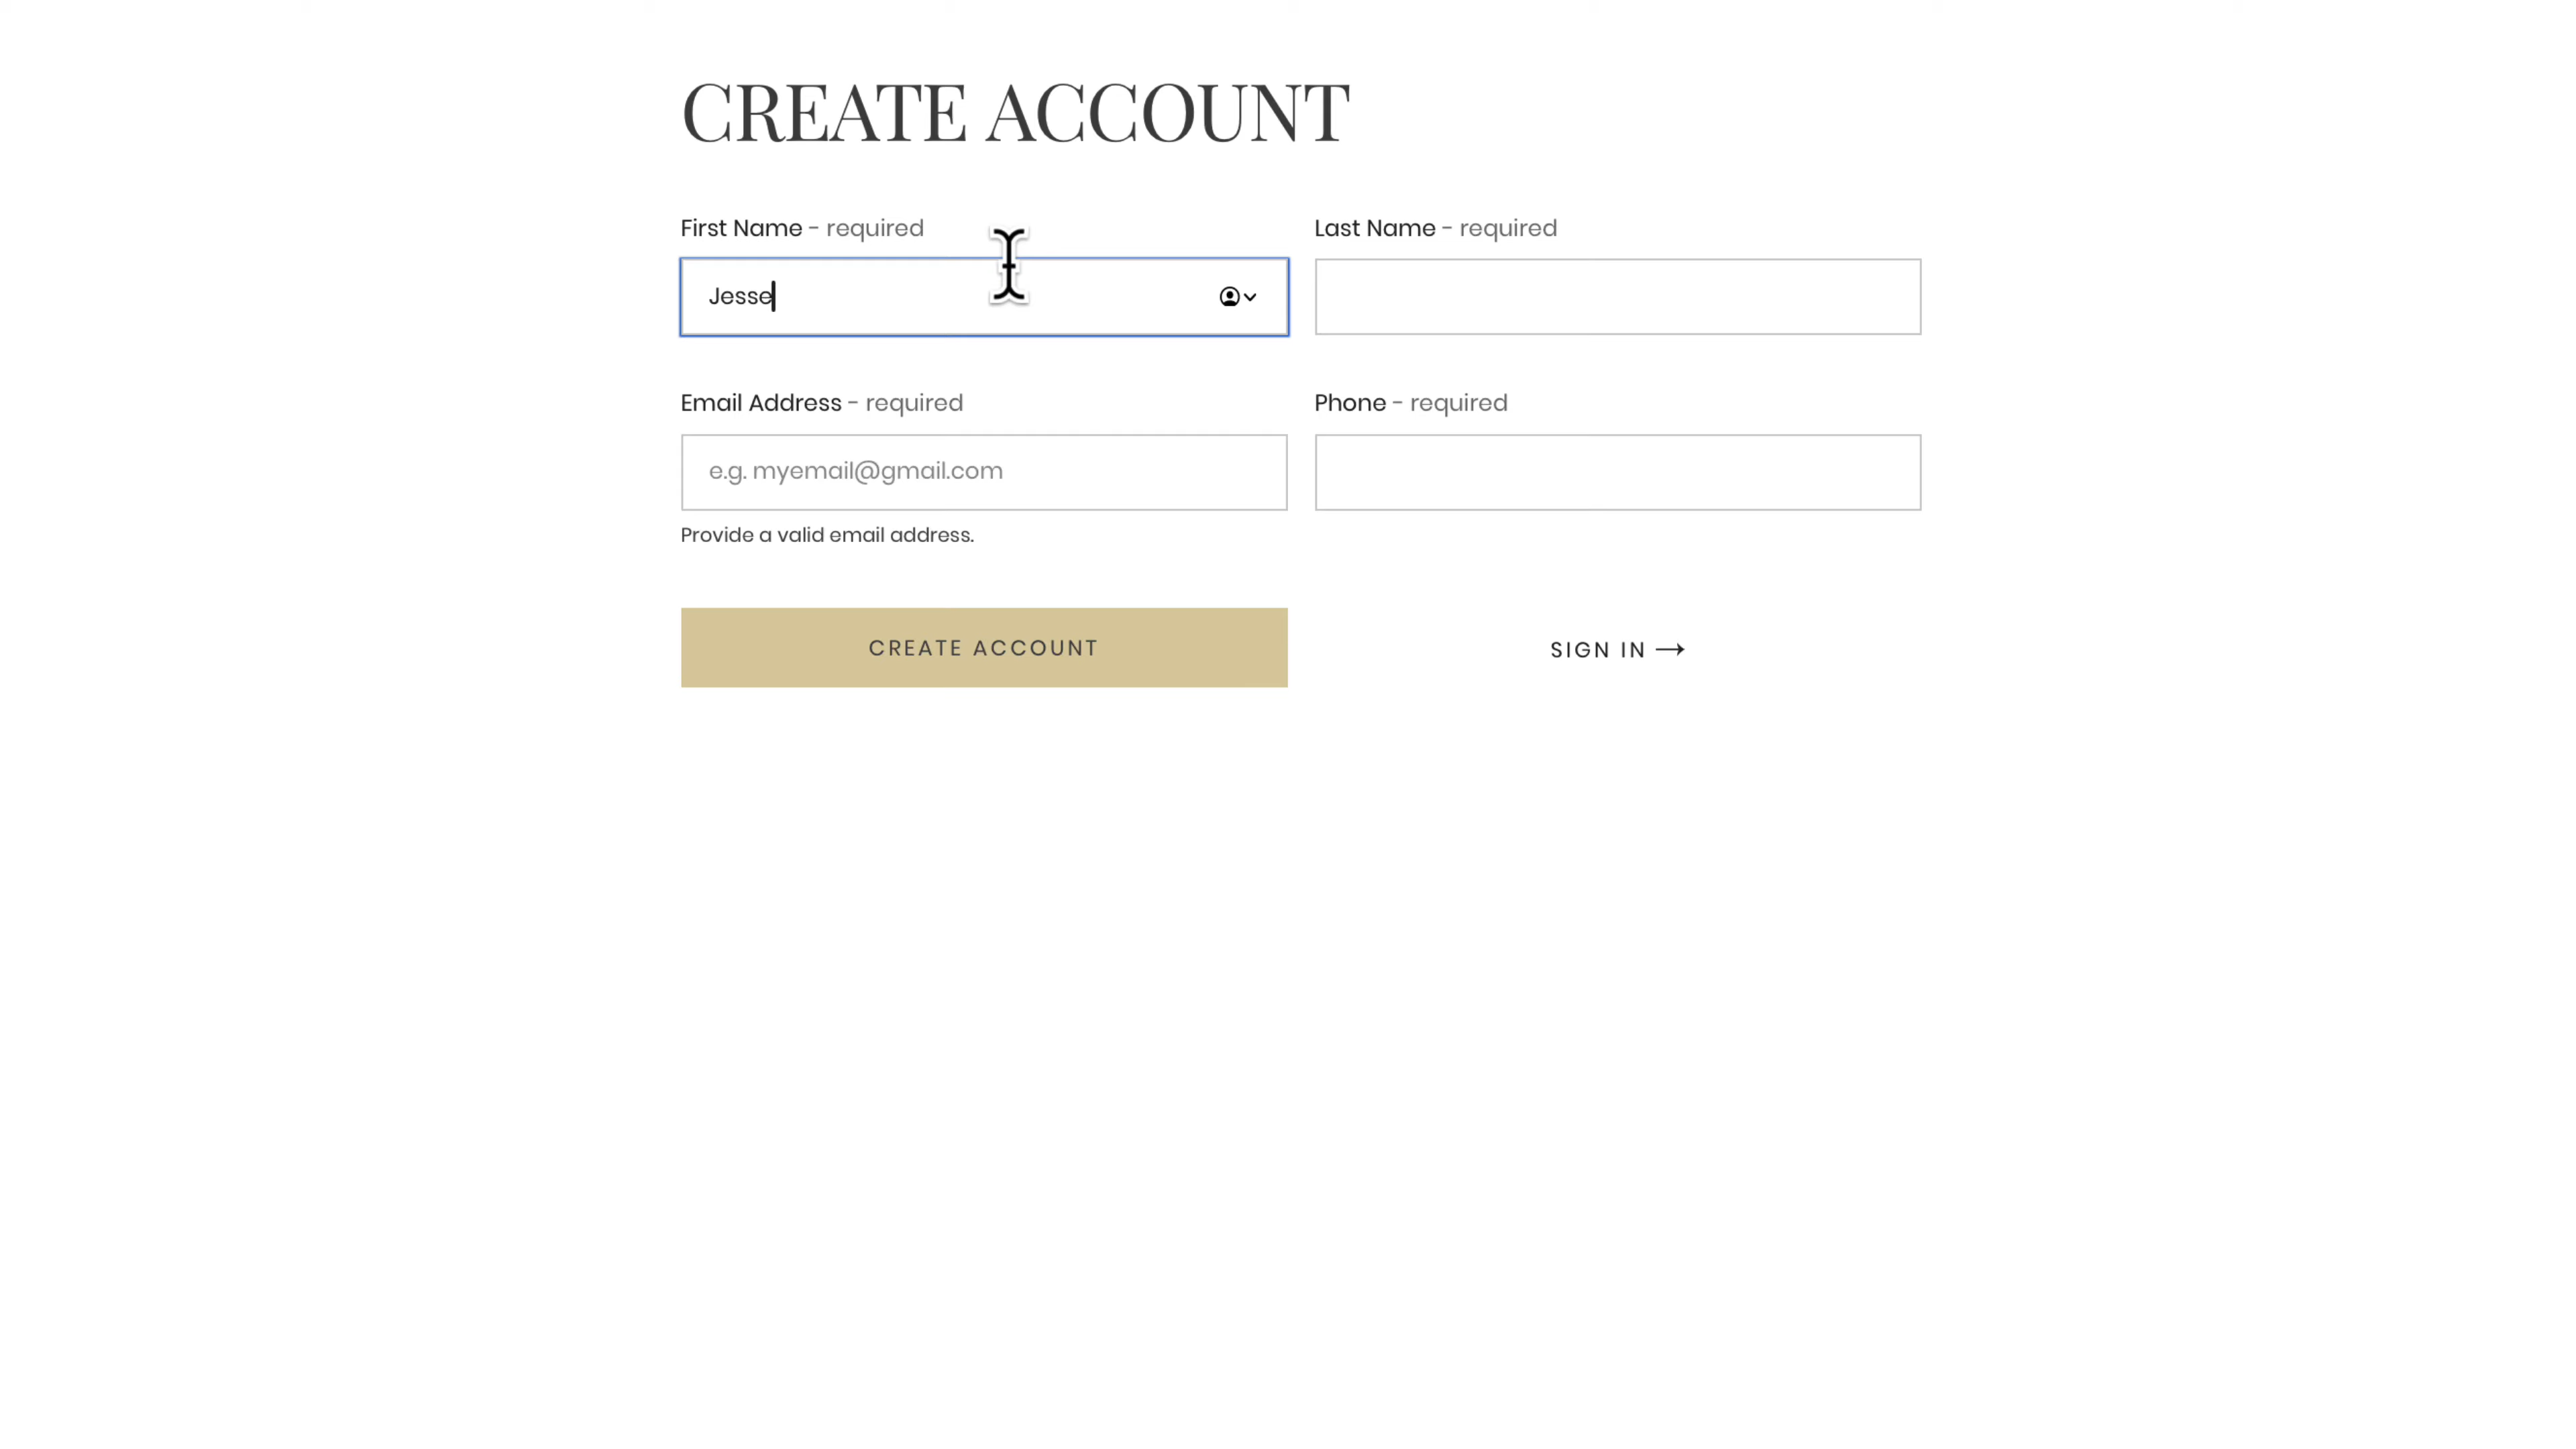 CREATE ACCOUNT
First Name - required
Last Name - required
Jesse
Email Address - required
Phone - required
e.g. myemail@gmail.com
Provide a valid email address.
CREATE ACCOUNT
SIGN IN →